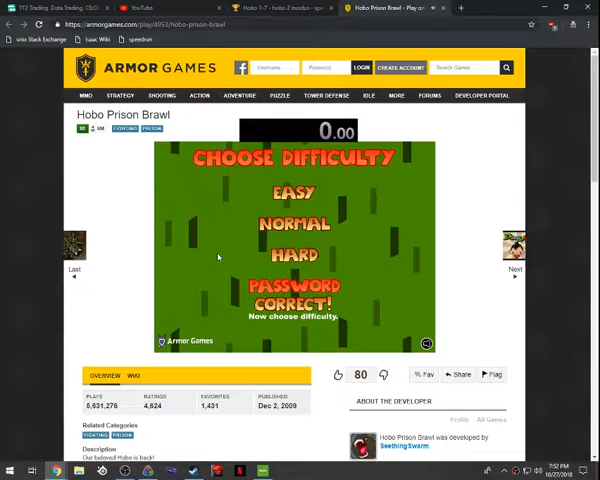 TF2 Trading, Dota Trading, CS:GO
YouTube
Hobo 1-7 - hobo 2 modus - spe
Hobo Prison Brawl - Play on
https://armorgames.com/play/4953/hobo-prison-brawl
unix Stack Exchange
Isaac Wiki
speedrun
ARMOR GAMES
Username
Password
LOGIN
CREATE ACCOUNT
Search Games
MMO
STRATEGY
SHOOTING
ACTION
ADVENTURE
PUZZLE
TOWER DEFENSE
IDLE
MORE
FORUMS
DEVELOPER PORTAL
Hobo Prison Brawl
80
6M
FIGHTING
PRISON
0.00
CHOOSE DIFFICULTY
EASY
NORMAL
HARD
PASSWORD
CORRECT!
Now choose difficulty.
Armor Games
Last
Next
OVERVIEW
WIKI
80
Fav
Share
Flag
PLAYS
RATINGS
FAVORITES
PUBLISHED
5,631,276
4,624
1,431
Dec 2, 2009
ABOUT THE DEVELOPER
Profile
All Games
Related Categories
FIGHTING
PRISON
Hobo Prison Brawl was developed by
SeethingSwarm.
Description
Our beloved Hobo is back!
7:52 PM
10/27/2018